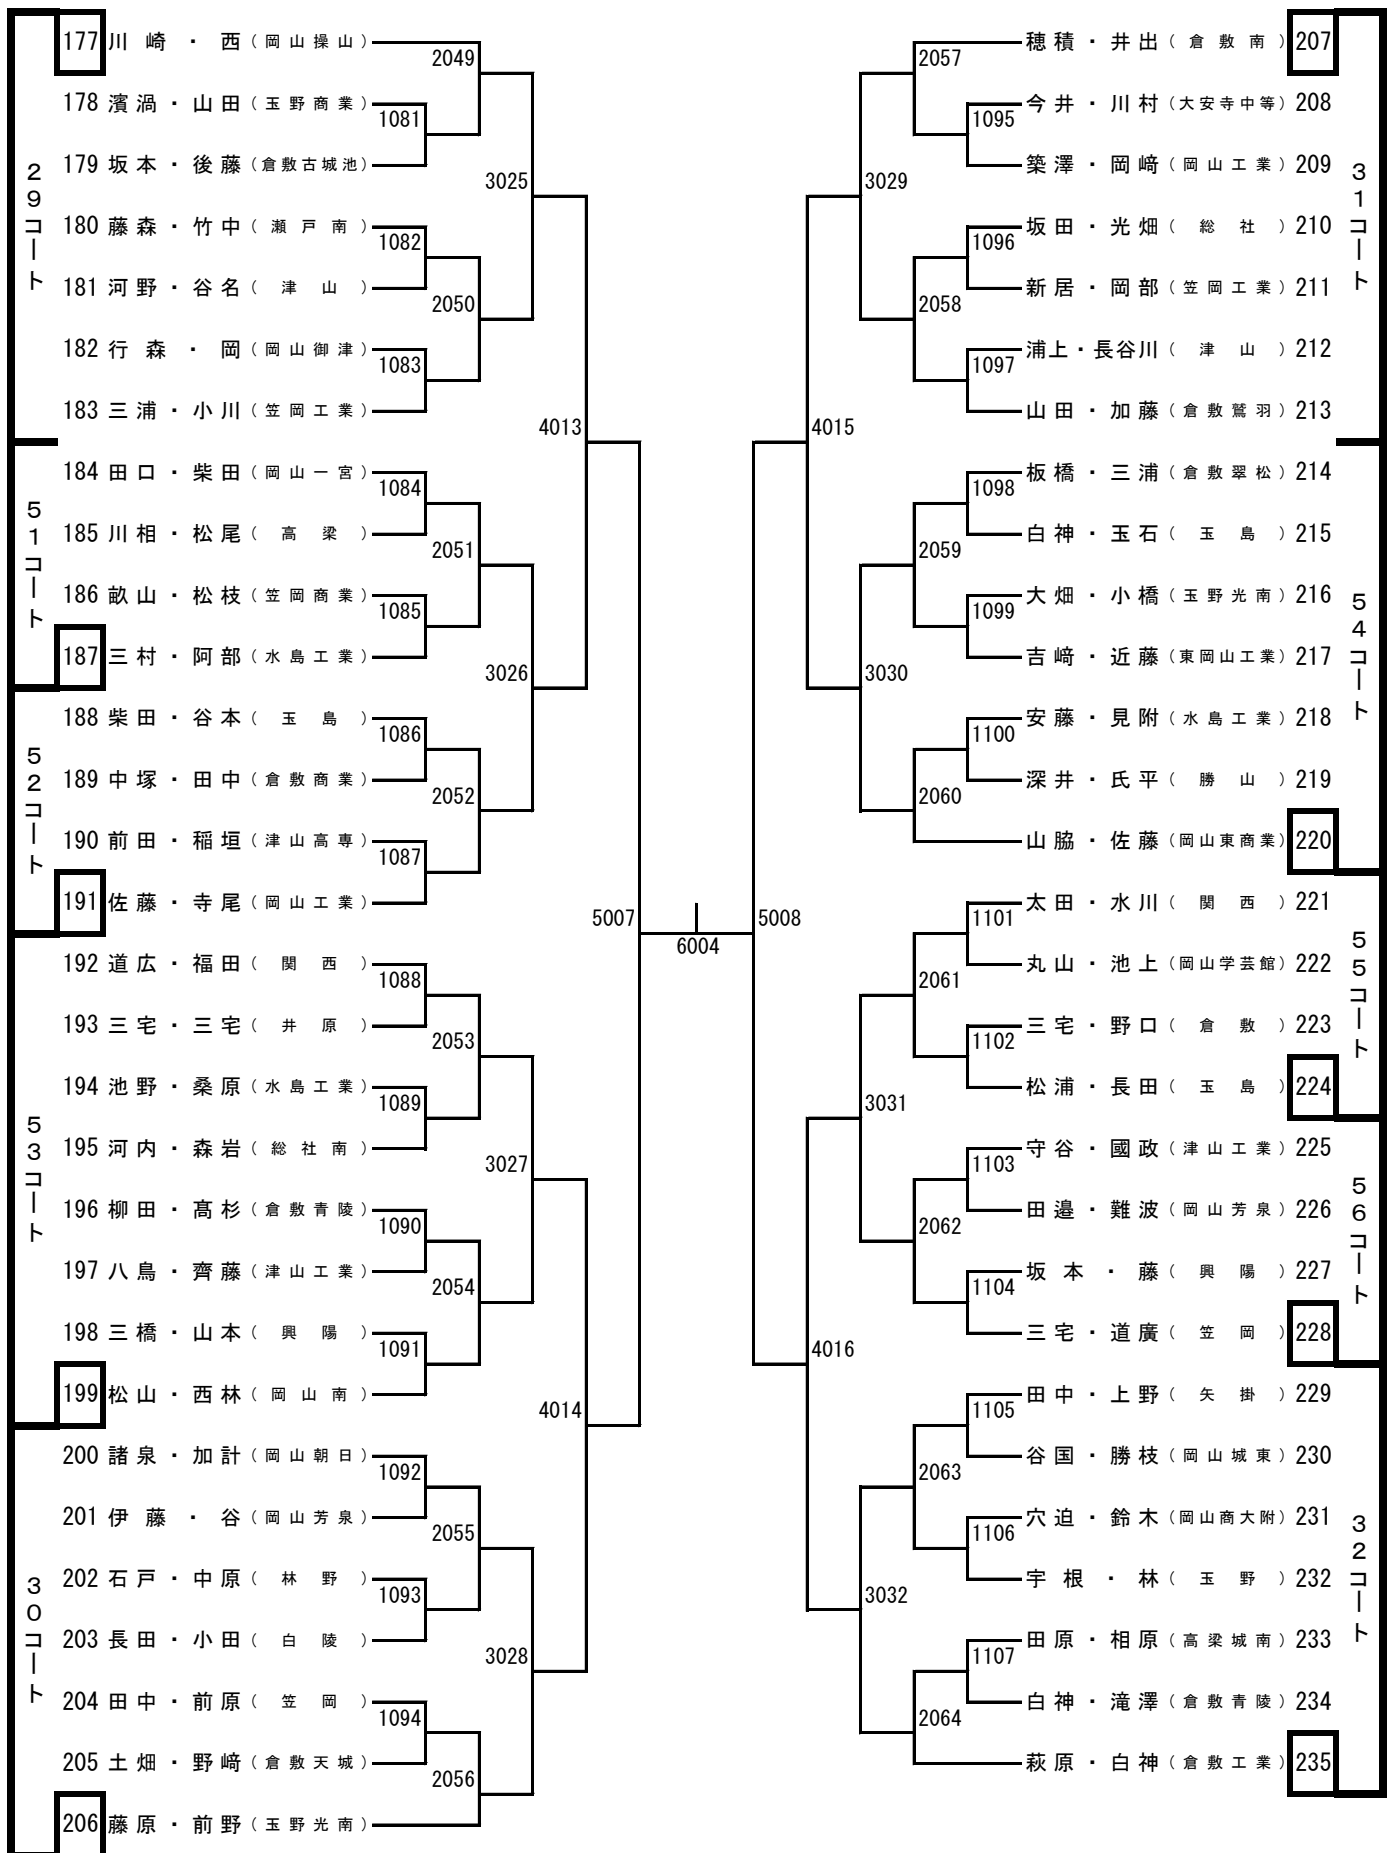 29コート
177 川崎・西(岡山操山)
178 濱渦・山田(玉野商業)
179 坂本・後藤(倉敷古城池)
180 藤森・竹中(瀬戸南)
181 河野・谷名(津山)
182 行森・岡(岡山御津)
183 三浦・小川(笠岡工業)
51コート
184 田口・柴田(岡山一宮)
185 川相・松尾(高梁)
186 畝山・松枝(笠岡商業)
187 三村・阿部(水島工業)
52コート
188 柴田・谷本(玉島)
189 中塚・田中(倉敷商業)
190 前田・稲垣(津山高専)
191 佐藤・寺尾(岡山工業)
53コート
192 道広・福田(関西)
193 三宅・三宅(井原)
194 池野・桑原(水島工業)
195 河内・森岩(総社南)
196 柳田・髙杉(倉敷青陵)
197 八鳥・齊藤(津山工業)
198 三橋・山本(興陽)
199 松山・西林(岡山南)
30コート
200 諸泉・加計(岡山朝日)
201 伊藤・谷(岡山芳泉)
202 石戸・中原(林野)
203 長田・小田(白陵)
204 田中・前原(笠岡)
205 土畑・野﨑(倉敷天城)
206 藤原・前野(玉野光南)
1081
1082
1083
1084
1085
1086
1087
1088
1089
1090
1091
1092
1093
1094
2049
2050
2051
2052
2053
2054
2055
2056
3025
3026
3027
3028
4013
4014
5007
6004
5008
4015
4016
3029
3030
3031
3032
2057
2058
2059
2060
2061
2062
2063
2064
1095
1096
1097
1098
1099
1100
1101
1102
1103
1104
1105
1106
1107
穂積・井出(倉敷南) 207
今井・川村(大安寺中等) 208
築澤・岡﨑(岡山工業) 209
坂田・光畑(総社) 210
新居・岡部(笠岡工業) 211
浦上・長谷川(津山) 212
山田・加藤(倉敷鷲羽) 213
31コート
板橋・三浦(倉敷翠松) 214
白神・玉石(玉島) 215
大畑・小橋(玉野光南) 216
吉﨑・近藤(東岡山工業) 217
安藤・見附(水島工業) 218
深井・氏平(勝山) 219
山脇・佐藤(岡山東商業) 220
54コート
太田・水川(関西) 221
丸山・池上(岡山学芸館) 222
三宅・野口(倉敷) 223
松浦・長田(玉島) 224
55コート
守谷・國政(津山工業) 225
田邉・難波(岡山芳泉) 226
坂本・藤(興陽) 227
三宅・道廣(笠岡) 228
56コート
田中・上野(矢掛) 229
谷国・勝枝(岡山城東) 230
穴迫・鈴木(岡山商大附) 231
宇根・林(玉野) 232
田原・相原(高梁城南) 233
白神・滝澤(倉敷青陵) 234
萩原・白神(倉敷工業) 235
32コート